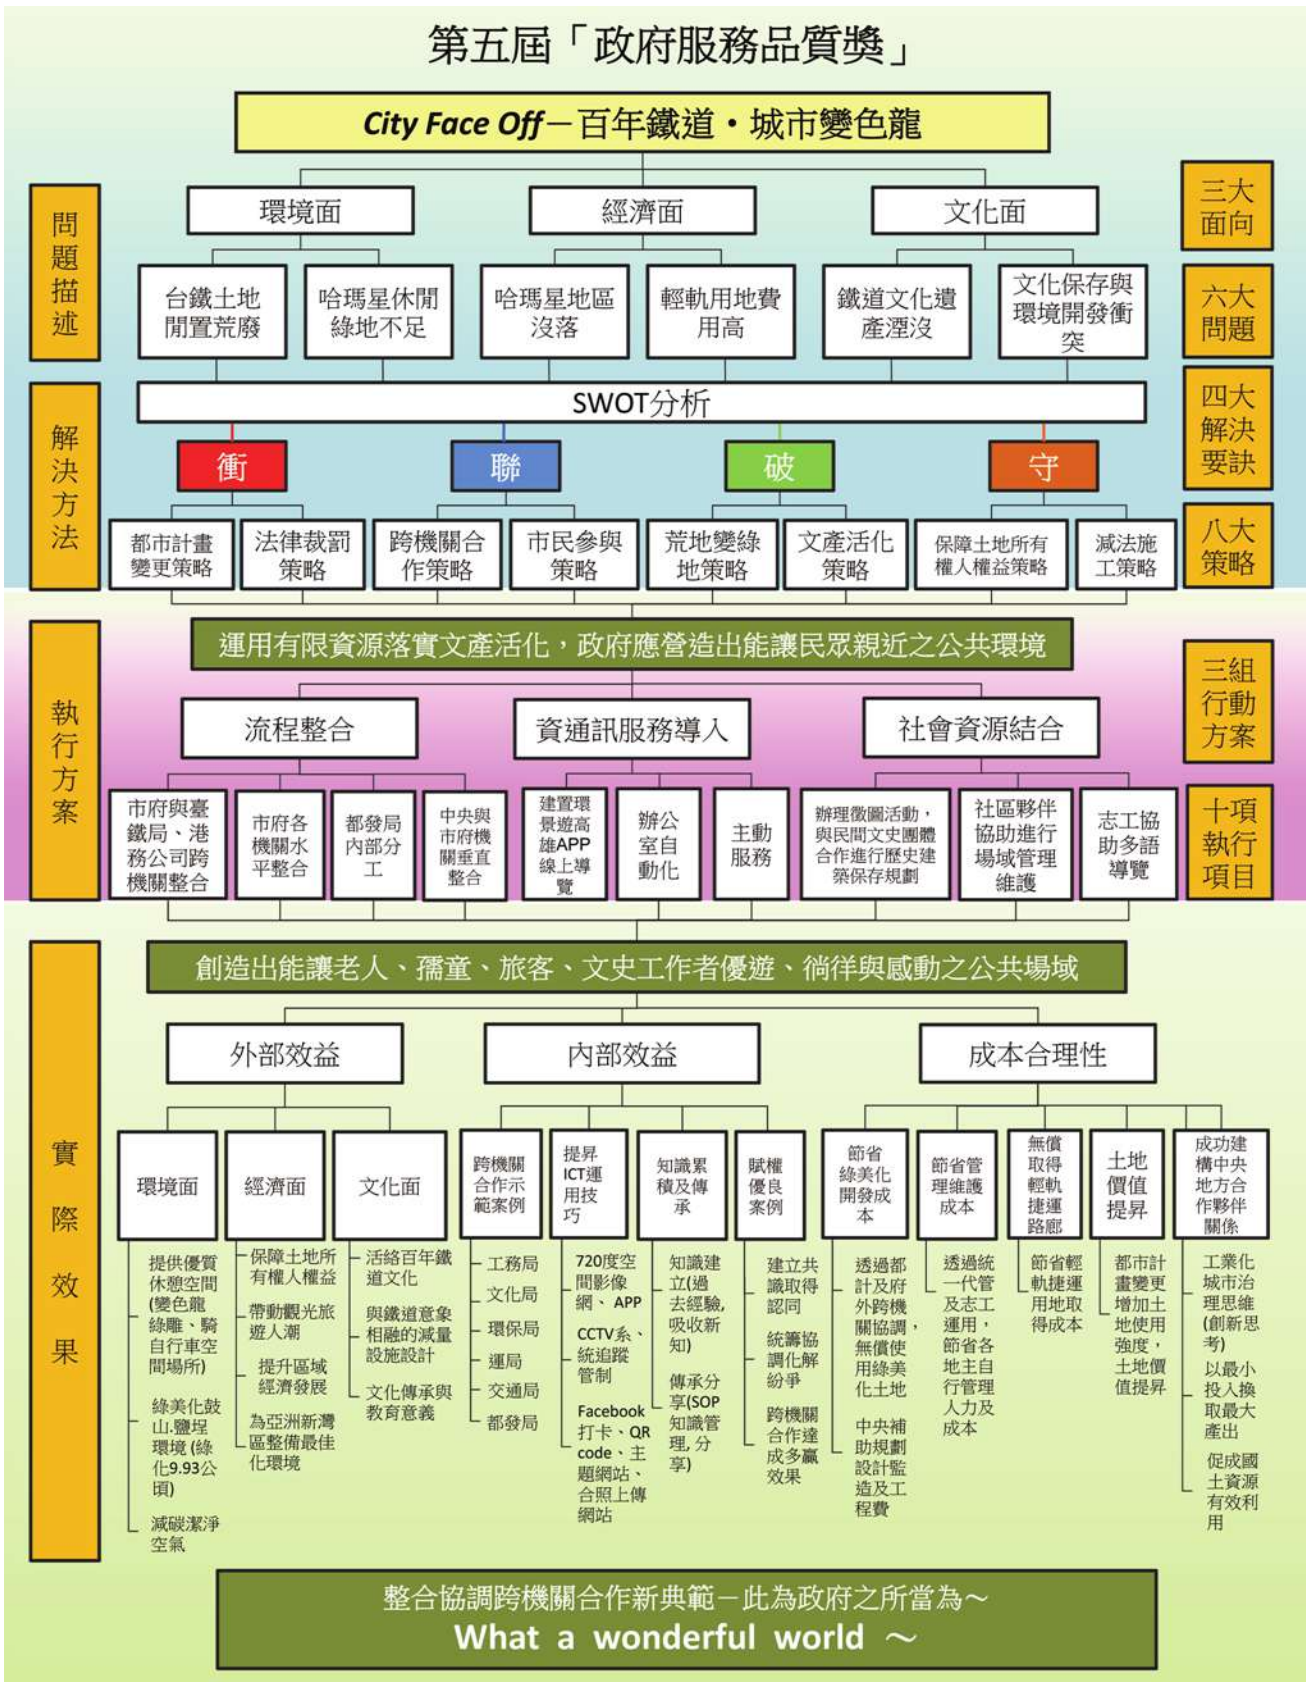 第五屆「政府服務品質獎」
City Face Off－百年鐵道・城市變色龍
問題描述
環境面
經濟面
文化面
三大
面向
台鐵土地
閒置荒廢
哈瑪星休閒
綠地不足
哈瑪星地區
沒落
輕軌用地費
用高
鐵道文化遺
產湮沒
文化保存與
環境開發衝
突
六大
問題
解決方法
SWOT分析
四大
解決
要訣
衝
聯
破
守
都市計畫
變更策略
法律裁罰
策略
跨機關合
作策略
市民參與
策略
荒地變綠
地策略
文產活化
策略
保障土地所有
權人權益策略
減法施
工策略
八大
策略
執行方案
運用有限資源落實文產活化，政府應營造出能讓民眾親近之公共環境
三組
行動
方案
流程整合
資通訊服務導入
社會資源結合
市府與臺
鐵局、港
務公司跨
機關整合
市府各
機關水
平整合
都發局
內部分
工
中央與
市府機
關垂直
整合
建置環
景遊高
雄APP
線上導
覽
辦公
室自
動化
主動
服務
辦理徵圖活動，
與民間文史團體
合作進行歷史建
築保存規劃
社區夥伴
協助進行
場域管理
維護
志工協
助多語
導覽
十項
執行
項目
實際效果
創造出能讓老人、孺童、旅客、文史工作者優遊、徜徉與感動之公共場域
外部效益
內部效益
成本合理性
環境面
提供優質
休憩空間
(變色龍
綠雕、騎
自行車空
間場所)
綠美化鼓
山.鹽埕
環境 (綠
化9.93公
頃)
減碳潔淨
空氣
經濟面
保障土地所
有權人權益
帶動觀光旅
遊人潮
提升區域
經濟發展
為亞洲新灣
區整備最佳
化環境
文化面
活絡百年鐵
道文化
與鐵道意象
相融的減量
設施設計
文化傳承與
教育意義
跨機關
合作示
範案例
工務局
文化局
環保局
運局
交通局
都發局
提昇
ICT運
用技
巧
720度空
間影像
網、 APP
CCTV系、
統追蹤
管制
Facebook
打卡、QR
code、主
題網站、
合照上傳
網站
知識累
積及傳
承
知識建
立(過
去經驗,
吸收新
知)
傳承分
享(SOP
知識管
理, 分
享)
賦權
優良
案例
建立共
識取得
認同
統籌協
調化解
紛爭
跨機關
合作達
成多贏
效果
節省
綠美化
開發成
本
透過都
計及府
外跨機
關協調，
無償使
用綠美
化土地
中央補
助規劃
設計監
造及工
程費
節省管
理維護
成本
透過統
一代管
及志工
運用，
節省各
地主自
行管理
人力及
成本
無償
取得
輕軌
捷運
路廊
節省輕
軌捷運
用地取
得成本
土地
價值
提昇
都市計
畫變更
增加土
地使用
強度，
土地價
值提昇
成功建
構中央
地方合
作夥伴
關係
工業化
城市治
理思維
(創新思
考)
以最小
投入換
取最大
產出
促成國
土資源
有效利
用
整合協調跨機關合作新典範－此為政府之所當為～
What a wonderful world ～